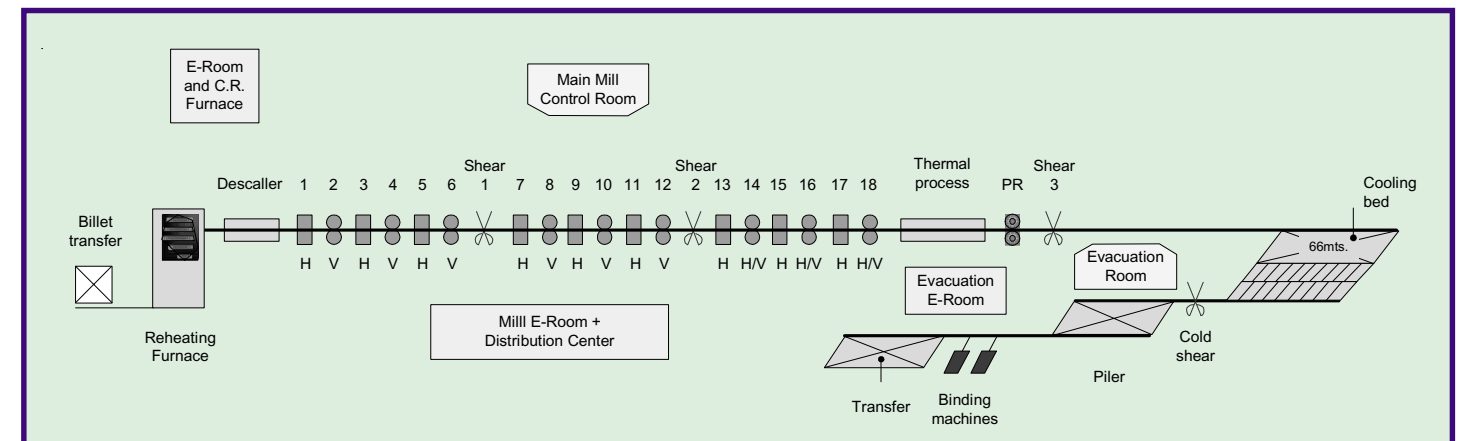 E-Room
and C.R.
Furnace
Main Mill
Control Room
Shear
1
Shear
2
Thermal
process
Shear
3
Descaller 1 2 3 4 5 6 7 8 9 10 11 12 13 14 15 16 17 18 PR
Cooling
bed
Billet
transfer
66mts.
H V H V H V H V H V H V H H/V H H/V H H/V
Evacuation
Room
Evacuation
E-Room
Milll E-Room +
Distribution Center
Reheating
Furnace
Cold
shear
Piler
Transfer
Binding
machines